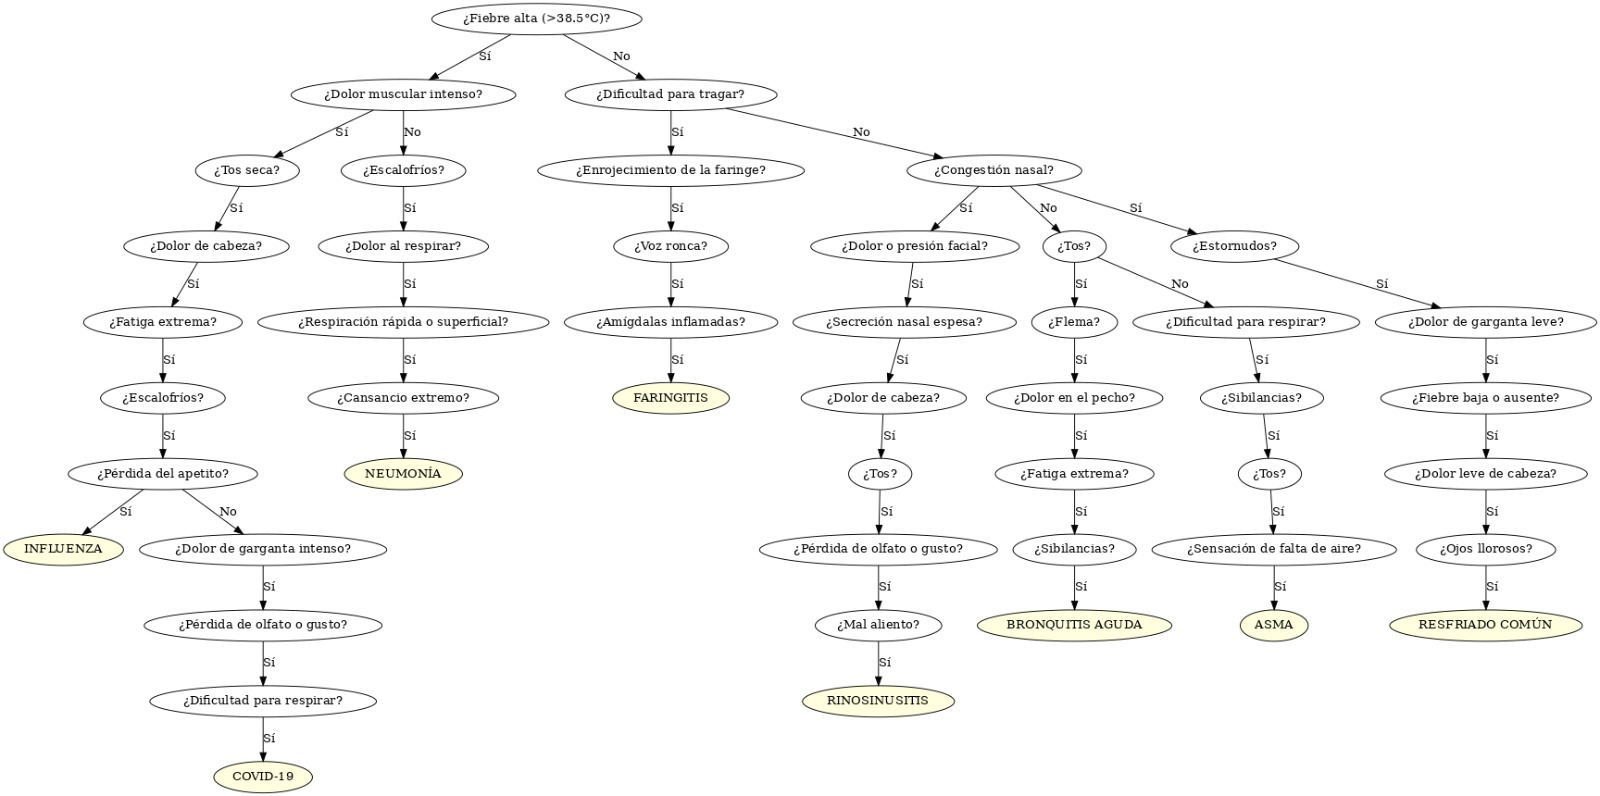 ¿Fiebre alta (>38.5°C)?
Sí
No
¿Dolor muscular intenso?
¿Dificultad para tragar?
Sí
No
Sí
No
¿Tos seca?
¿Escalofríos?
¿Enrojecimiento de la faringe?
¿Congestión nasal?
Sí
Sí
Sí
Sí
No
Sí
¿Dolor de cabeza?
¿Dolor al respirar?
¿Voz ronca?
¿Dolor o presión facial?
¿Tos?
¿Estornudos?
Sí
Sí
Sí
Sí
Sí
No
Sí
¿Fatiga extrema?
¿Respiración rápida o superficial?
¿Amígdalas inflamadas?
¿Secreción nasal espesa?
¿Flema?
¿Dificultad para respirar?
¿Dolor de garganta leve?
Sí
Sí
Sí
Sí
Sí
Sí
Sí
¿Escalofríos?
¿Cansancio extremo?
FARINGITIS
¿Dolor de cabeza?
¿Dolor en el pecho?
¿Sibilancias?
¿Fiebre baja o ausente?
Sí
Sí
Sí
Sí
Sí
Sí
¿Pérdida del apetito?
NEUMONÍA
¿Tos?
¿Fatiga extrema?
¿Tos?
¿Dolor leve de cabeza?
Sí
No
Sí
Sí
Sí
Sí
INFLUENZA
¿Dolor de garganta intenso?
¿Pérdida de olfato o gusto?
¿Sibilancias?
¿Sensación de falta de aire?
¿Ojos llorosos?
Sí
Sí
Sí
Sí
Sí
¿Pérdida de olfato o gusto?
¿Mal aliento?
BRONQUITIS AGUDA
ASMA
RESFRIADO COMÚN
Sí
Sí
¿Dificultad para respirar?
RINOSINUSITIS
Sí
COVID-19